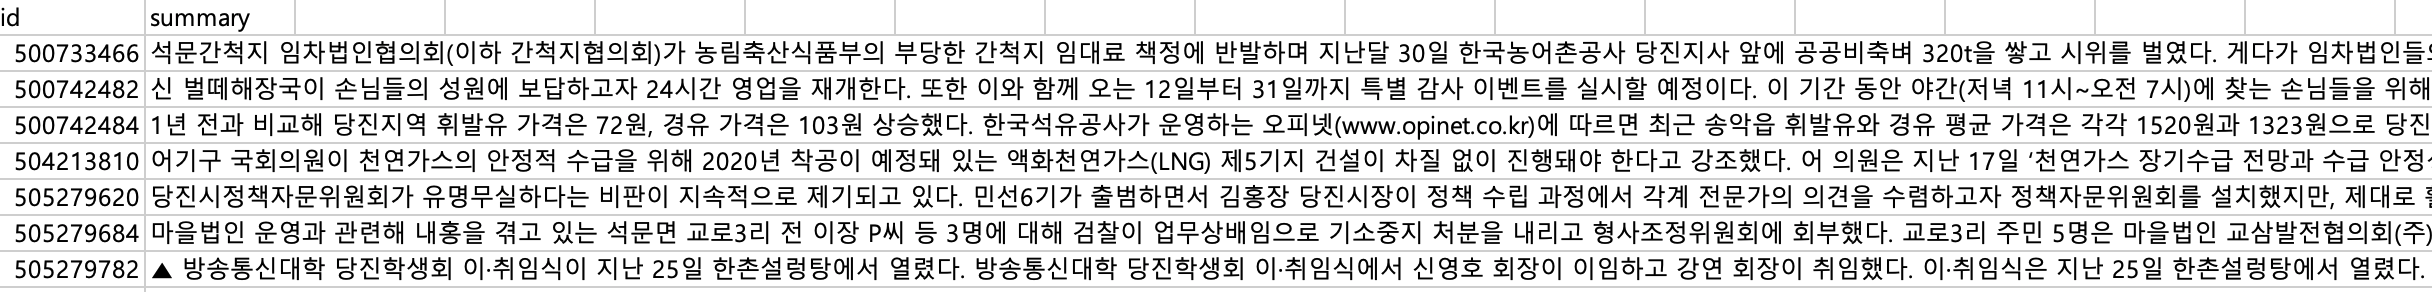 id summary
500733466 석문간척지 임차법인협의회(이하 간척지협의회)가 농림축산식품부의 부당한 간척지 임대료 책정에 반발하며 지난달 30일 한국농어촌공사 당진지사 앞에 공공비축벼 320t을 쌓고 시위를 벌였다. 게다가 임차법인들의
500742482 신 벌떼해장국이 손님들의 성원에 보답하고자 24시간 영업을 재개한다. 또한 이와 함께 오는 12일부터 31일까지 특별 감사 이벤트를 실시할 예정이다. 이 기간 동안 야간(저녁 11시~오전 7시)에 찾는 손님들을 위해
500742484 1년 전과 비교해 당진지역 휘발유 가격은 72원, 경유 가격은 103원 상승했다. 한국석유공사가 운영하는 오피넷(www.opinet.co.kr)에 따르면 최근 송악읍 휘발유와 경유 평균 가격은 각각 1520원과 1323원으로 당진
504213810 어기구 국회의원이 천연가스의 안정적 수급을 위해 2020년 착공이 예정돼 있는 액화천연가스(LNG) 제5기지 건설이 차질 없이 진행돼야 한다고 강조했다. 어 의원은 지난 17일 ‘천연가스 장기수급 전망과 수급 안정
505279620 당진시정책자문위원회가 유명무실하다는 비판이 지속적으로 제기되고 있다. 민선6기가 출범하면서 김홍장 당진시장이 정책 수립 과정에서 각계 전문가의 의견을 수렴하고자 정책자문위원회를 설치했지만, 제대로
505279684 마을법인 운영과 관련해 내홍을 겪고 있는 석문면 교로3리 전 이장 P씨 등 3명에 대해 검찰이 업무상배임으로 기소중지 처분을 내리고 형사조정위원회에 회부했다. 교로3리 주민 5명은 마을법인 교삼발전협의회(주)
505279782 ▲ 방송통신대학 당진학생회 이·취임식이 지난 25일 한촌설렁탕에서 열렸다. 방송통신대학 당진학생회 이·취임식에서 신영호 회장이 이임하고 강연 회장이 취임했다. 이·취임식은 지난 25일 한촌설렁탕에서 열렸다.